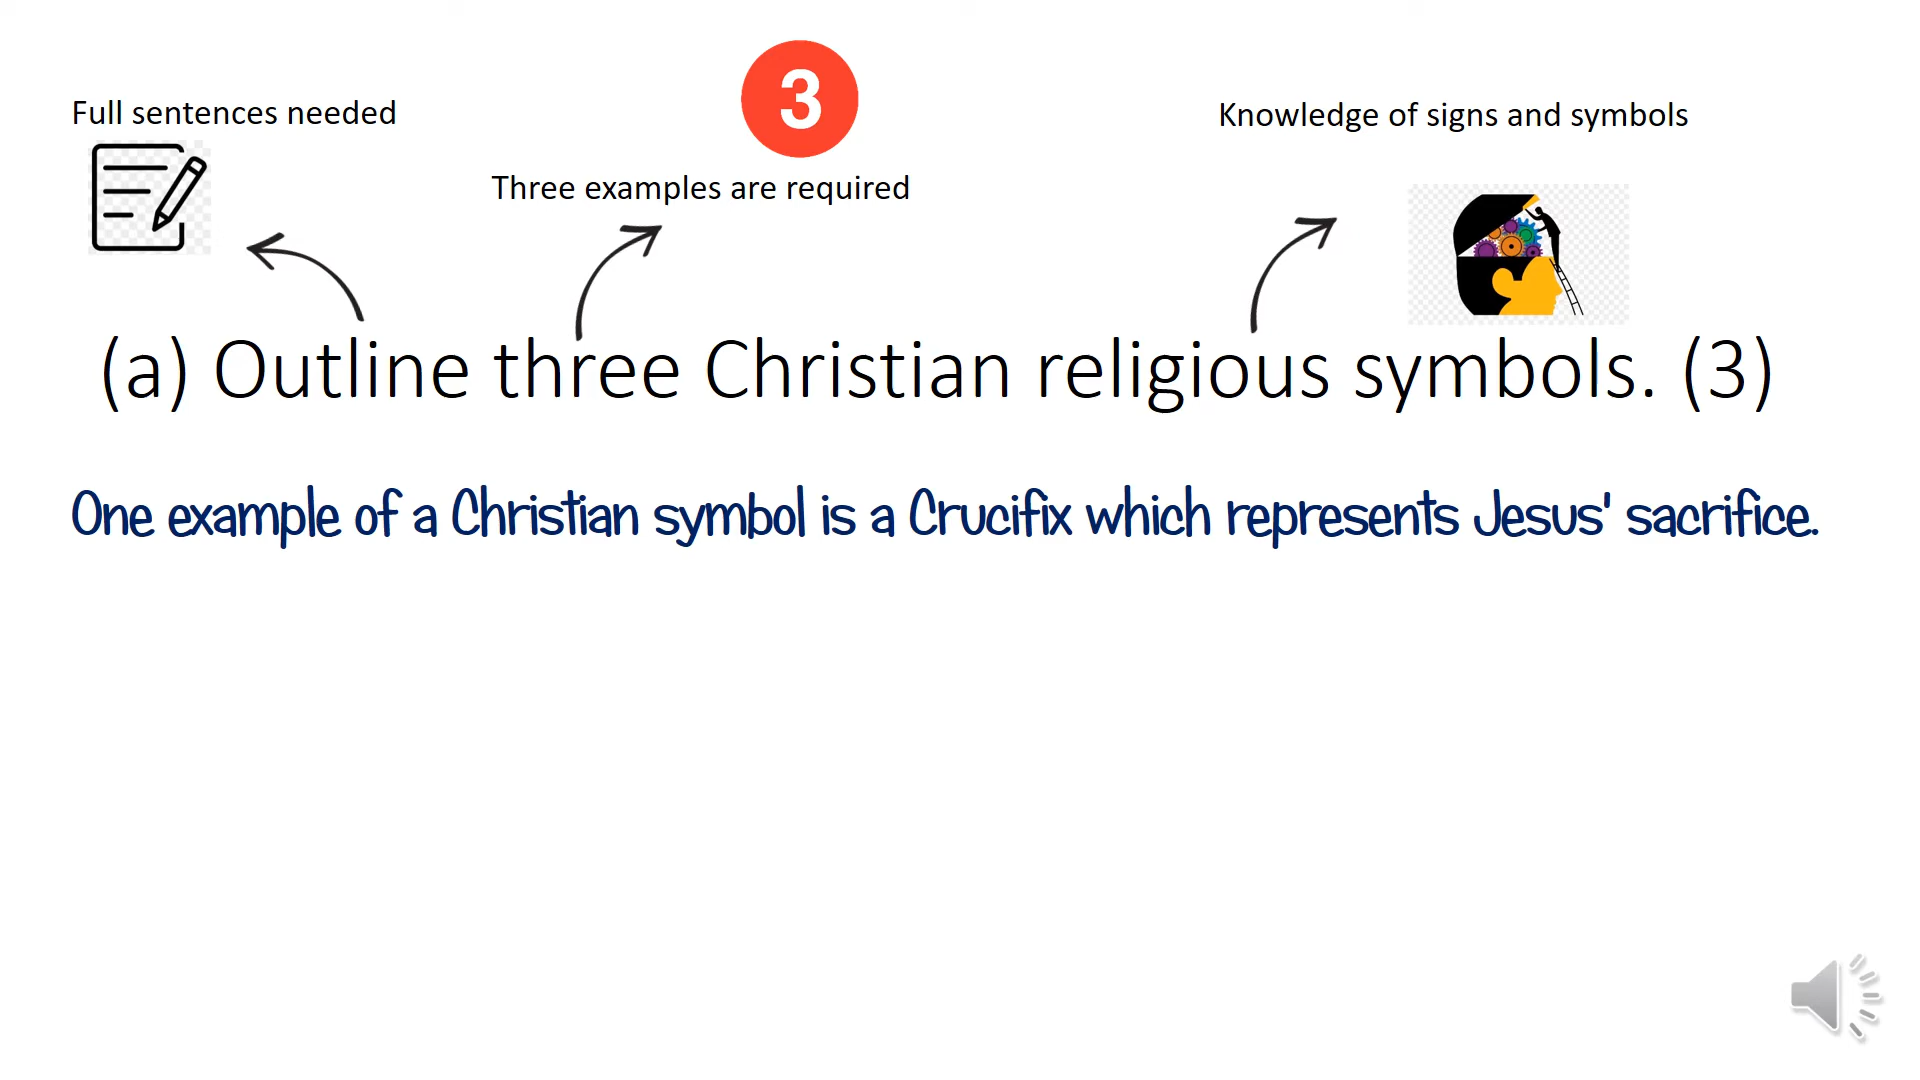 3
Full sentences needed
Knowledge of signs and symbols
Three examples are required
(a) Outline three Christian religious symbols. (3)
One example of a Christian symbol is a Crucifix which represents Jesus' sacrifice.